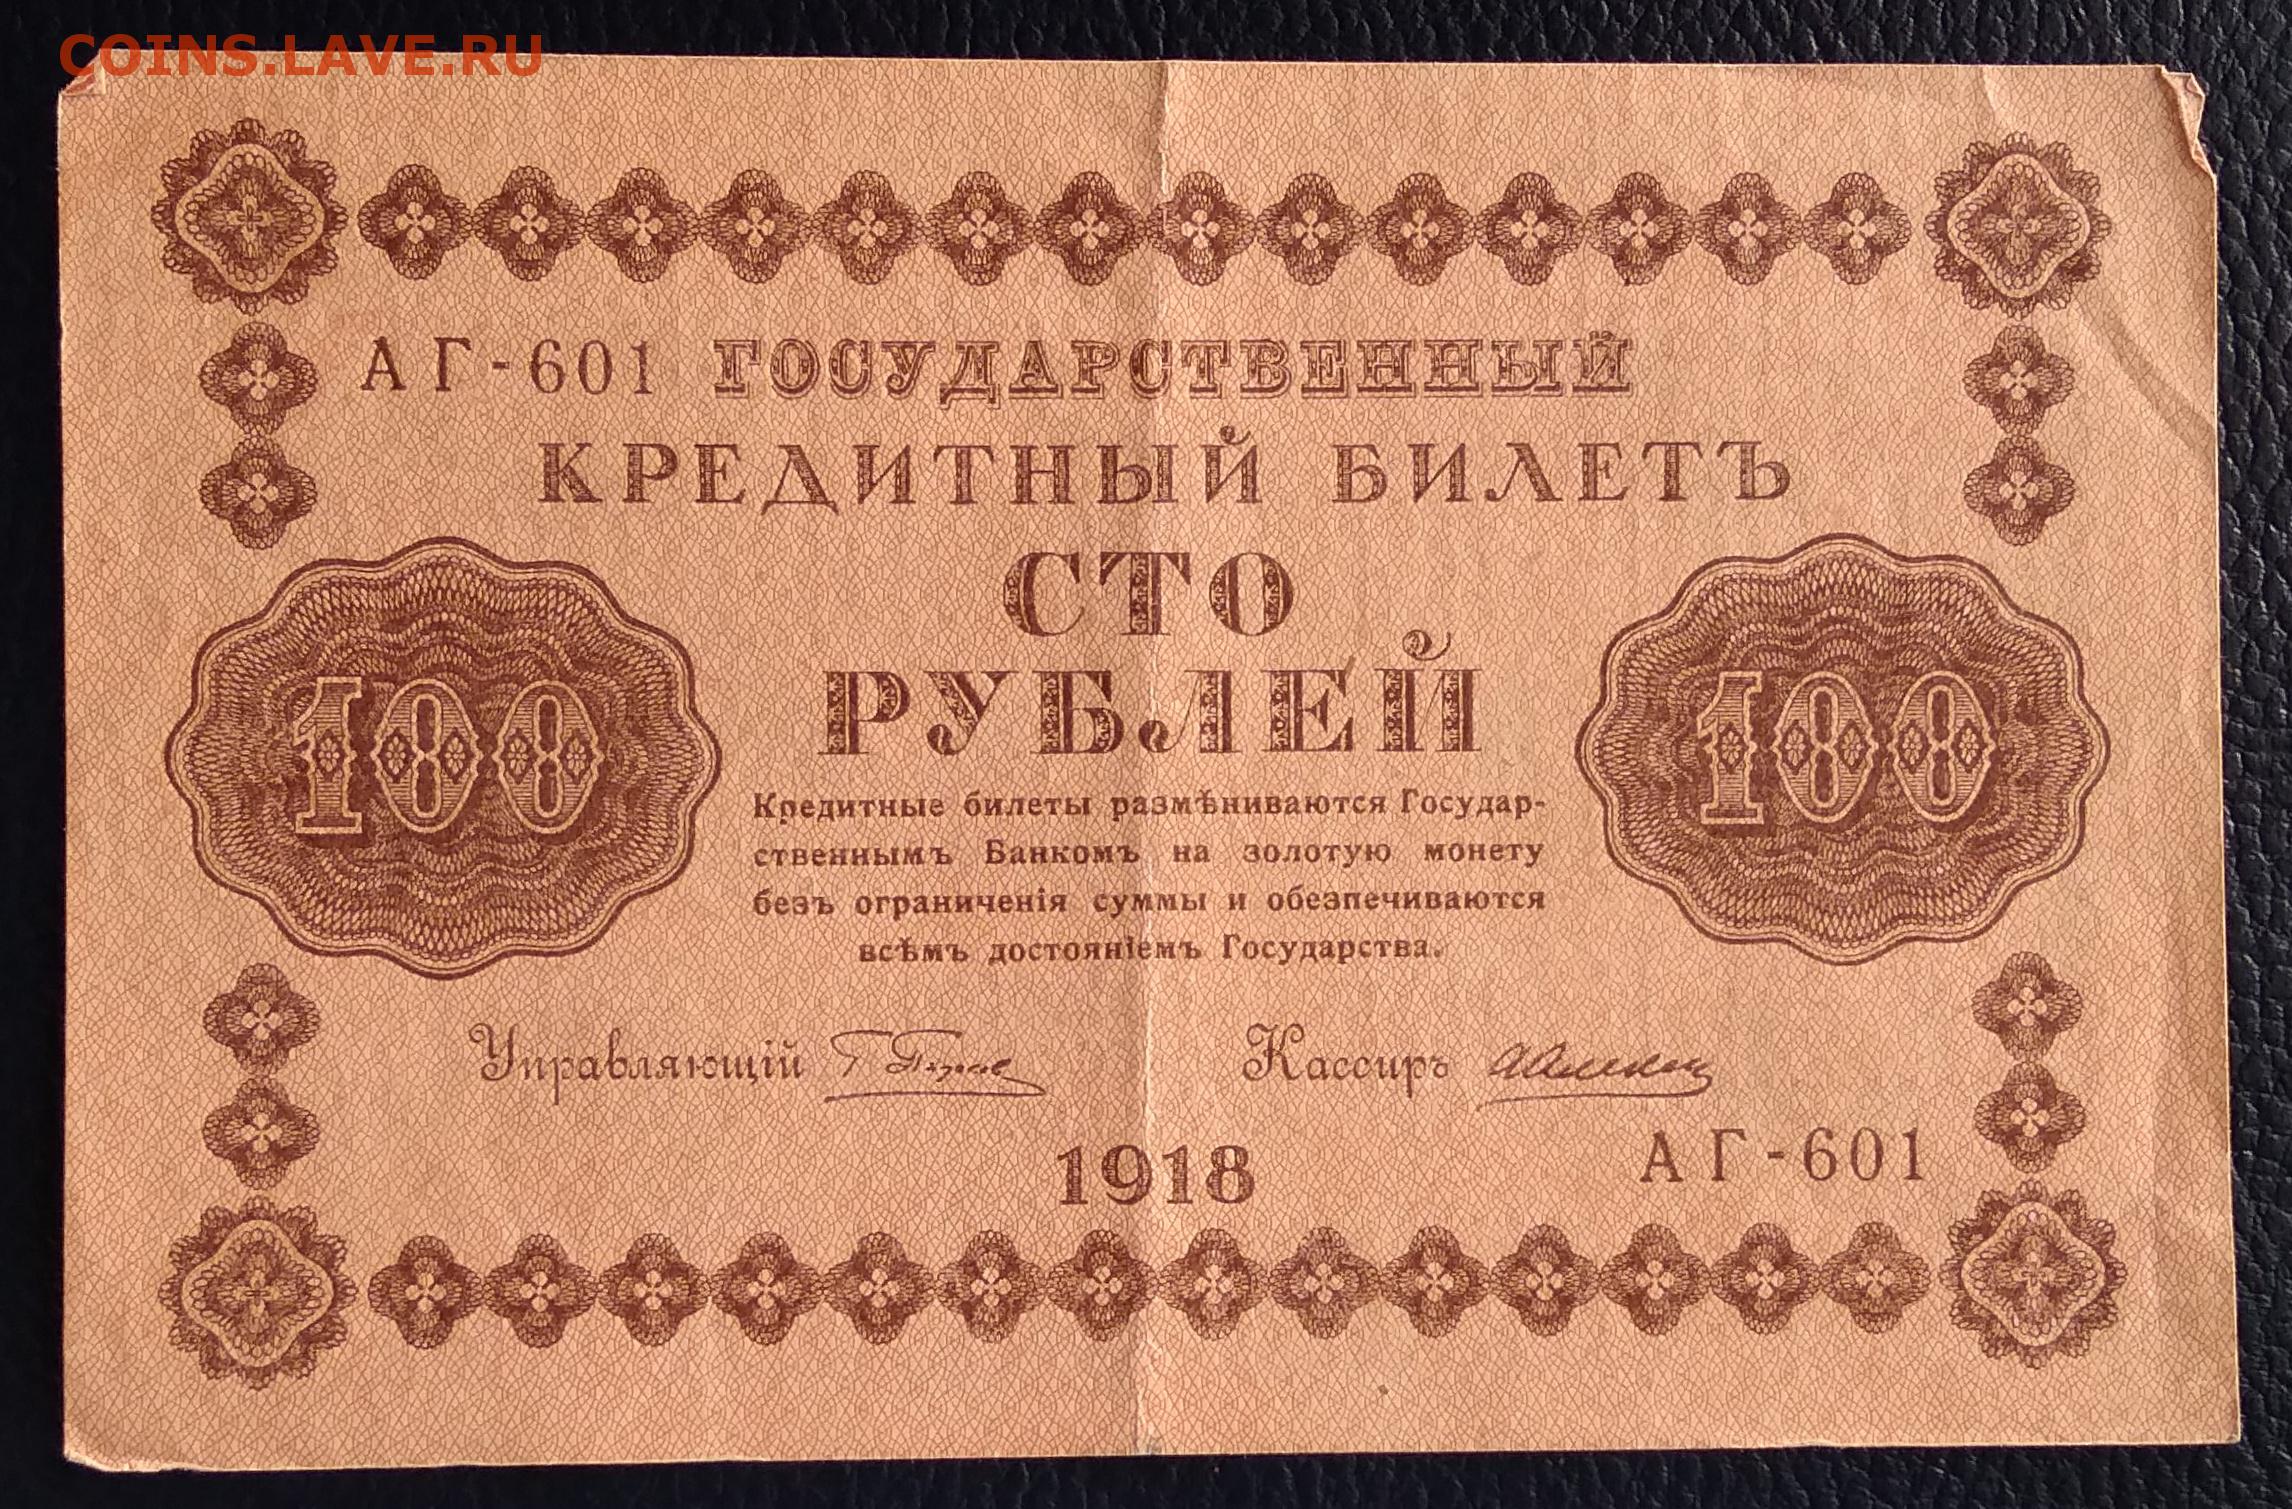 COINS.LAVE.RU
АГ-601 ГОСУДАРСТВЕННЫЙ
КРЕДИТНЫЙ БИЛЕТЪ
СТО
РУБЛЕЙ
100
100
Кредитные билеты размѣниваются Государ-
ственнымъ Банкомъ на золотую монету
безъ ограниченія суммы и обезпечиваются
всѣмъ достояніемъ Государства.
Управляющій
Кассиръ
1918
АГ-601